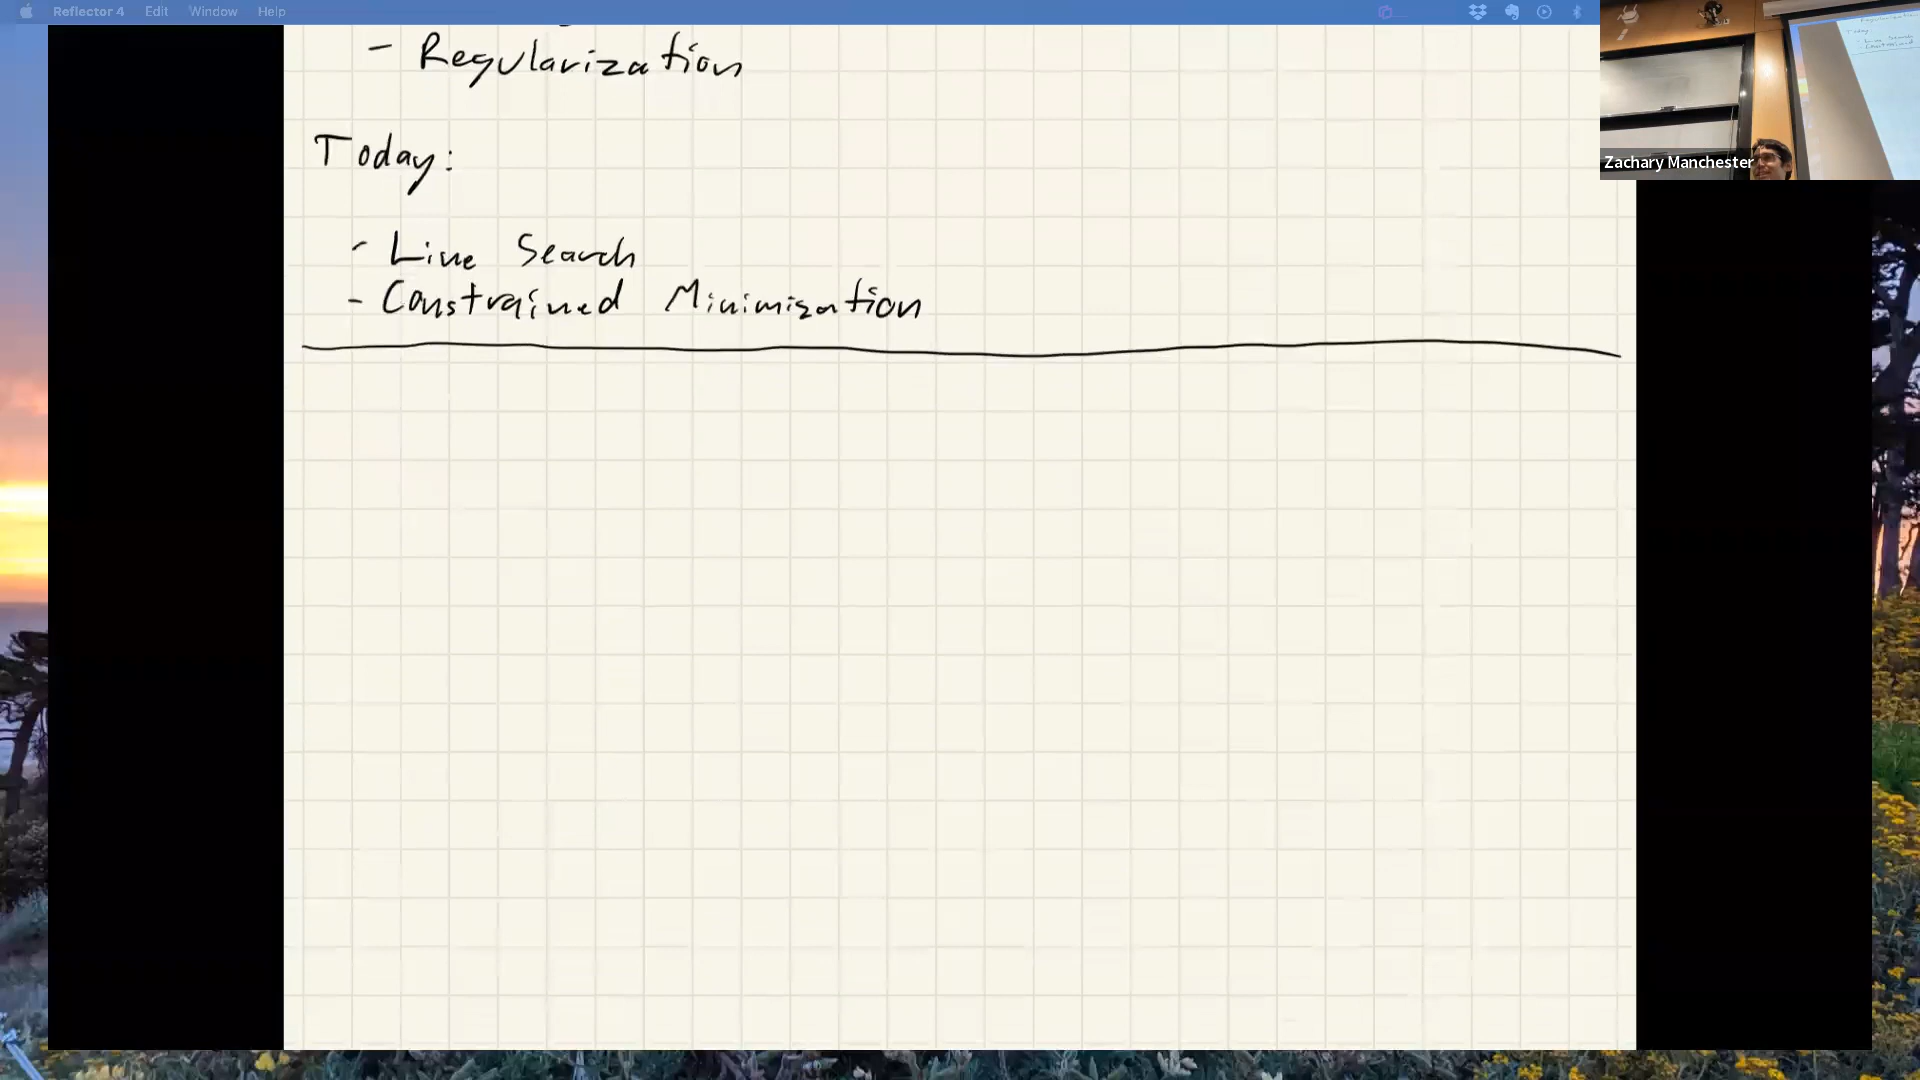 Reflector 4 Edit Window Help
- Regularization
Today:
- Line Search
- Constrained Minimization
Zachary Manchester